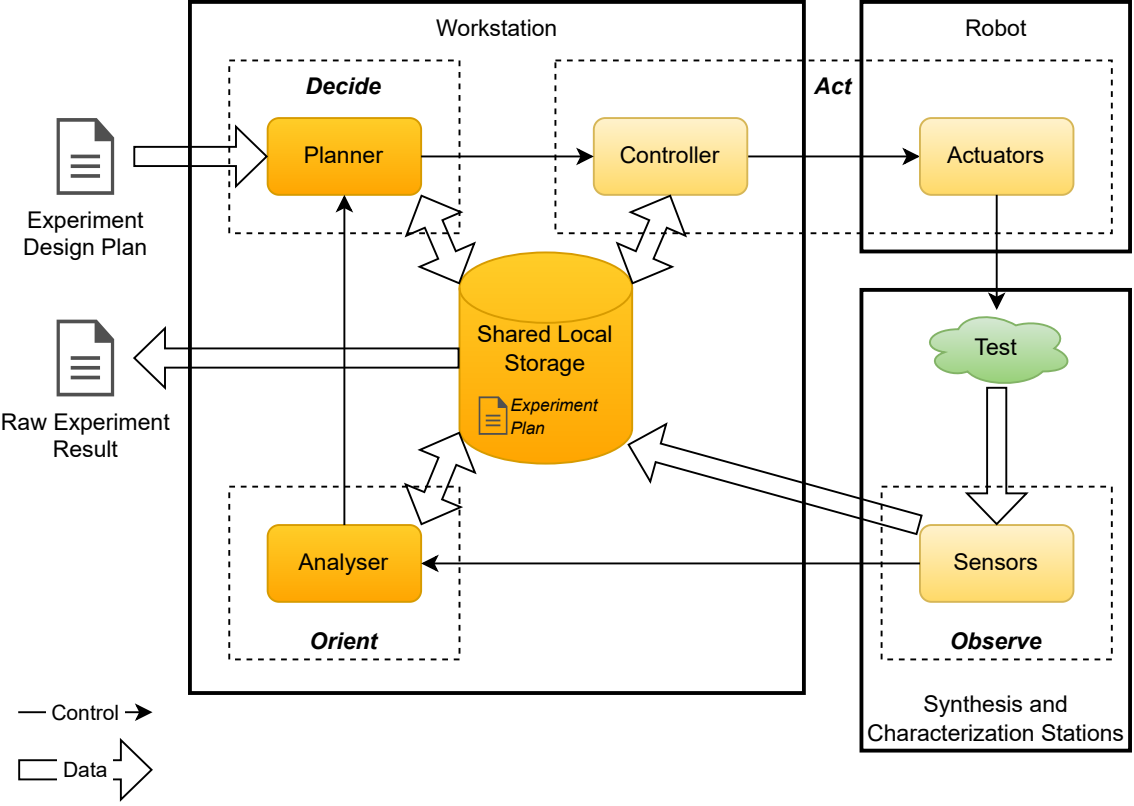 Workstation
Robot
Decide
Act
Planner
Controller
Actuators
Experiment
Design Plan
Shared Local
Storage
Test
Experiment
Plan
Raw Experiment
Result
Analyser
Sensors
Orient
Observe
Synthesis and
Characterization Stations
Control
Data